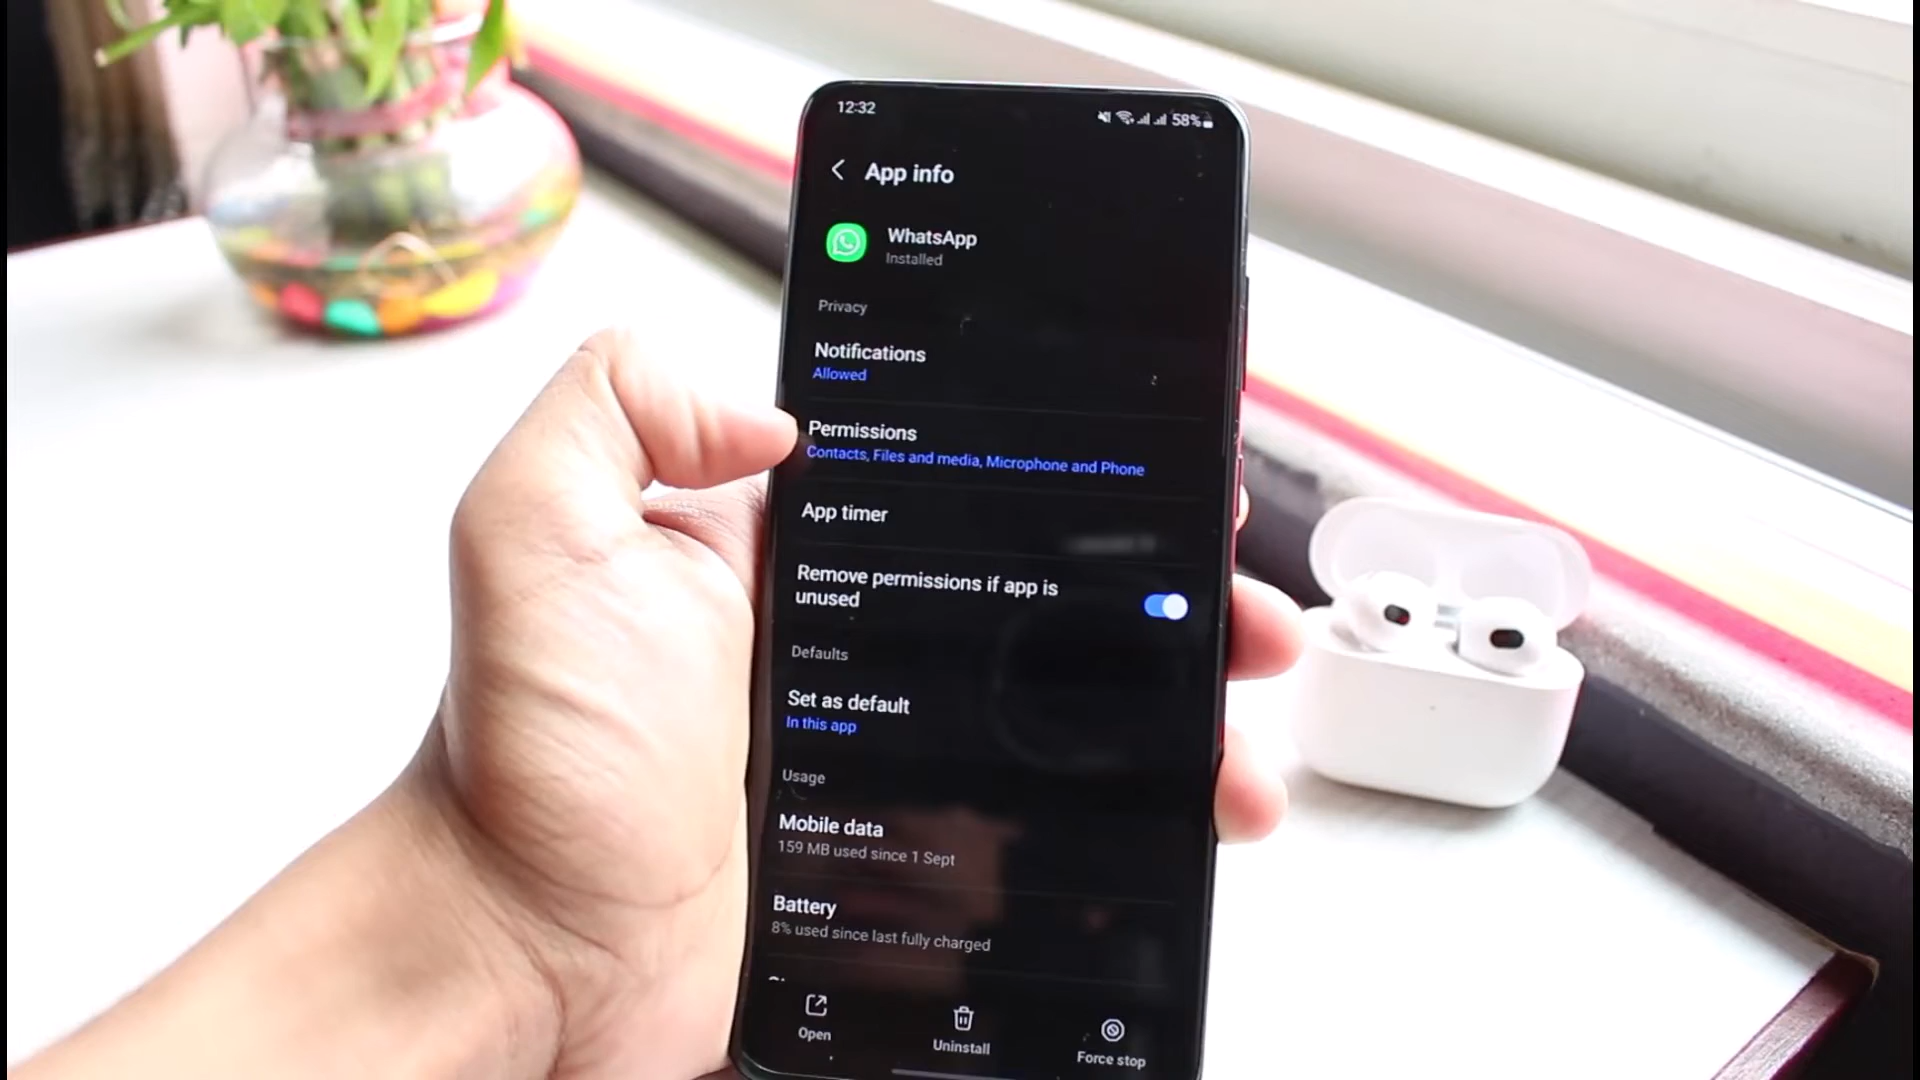 12:32
58%
App info
WhatsApp
Installed
Privacy
Notifications
Allowed
Permissions
Contacts, Files and media, Microphone and Phone
App timer
Remove permissions if app is
unused
Defaults
Set as default
In this app
Usage
Mobile data
159 MB used since 1 Sept
Battery
8% used since last fully charged
Open
Uninstall
Force stop